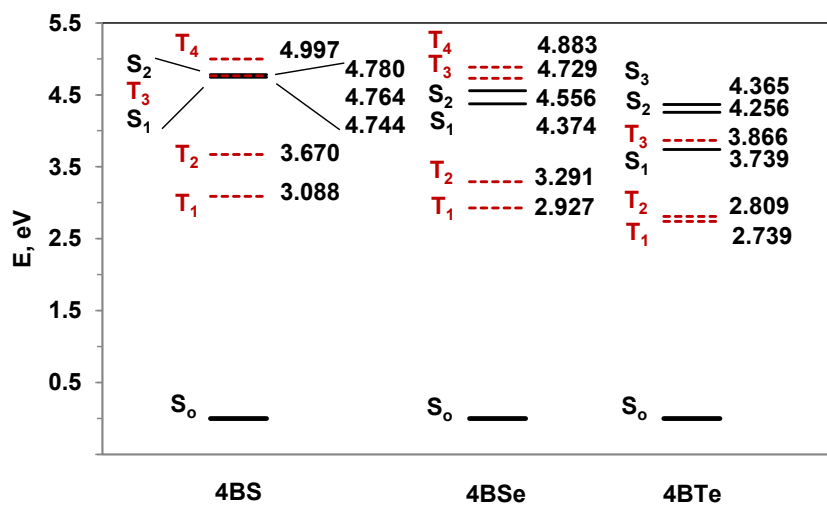 E, eV
5.5
4.5
3.5
2.5
1.5
0.5
T4
S2
T3
S1
T2
T1
So
4.997
4.780
4.764
4.744
3.670
3.088
4BS
T4
T3
S2
S1
T2
T1
So
4.883
4.729
4.556
4.374
3.291
2.927
4BSe
S3
S2
T3
S1
T2
T1
So
4.365
4.256
3.866
3.739
2.809
2.739
4BTe